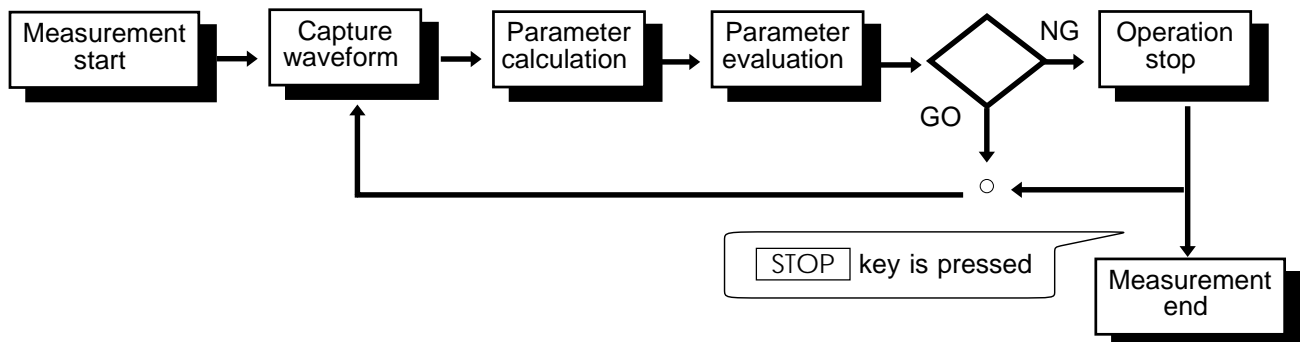 Measurement
start
Capture
waveform
Parameter
calculation
Parameter
evaluation
NG
Operation
stop
GO
STOP key is pressed
Measurement
end